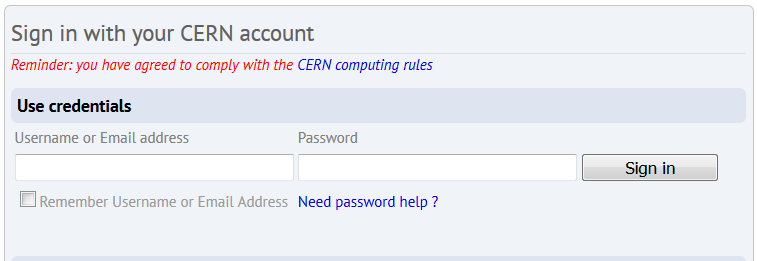 Sign in with your CERN account
Reminder: you have agreed to comply with the CERN computing rules
Use credentials
Username or Email address Password
Sign in
Remember Username or Email Address Need password help ?